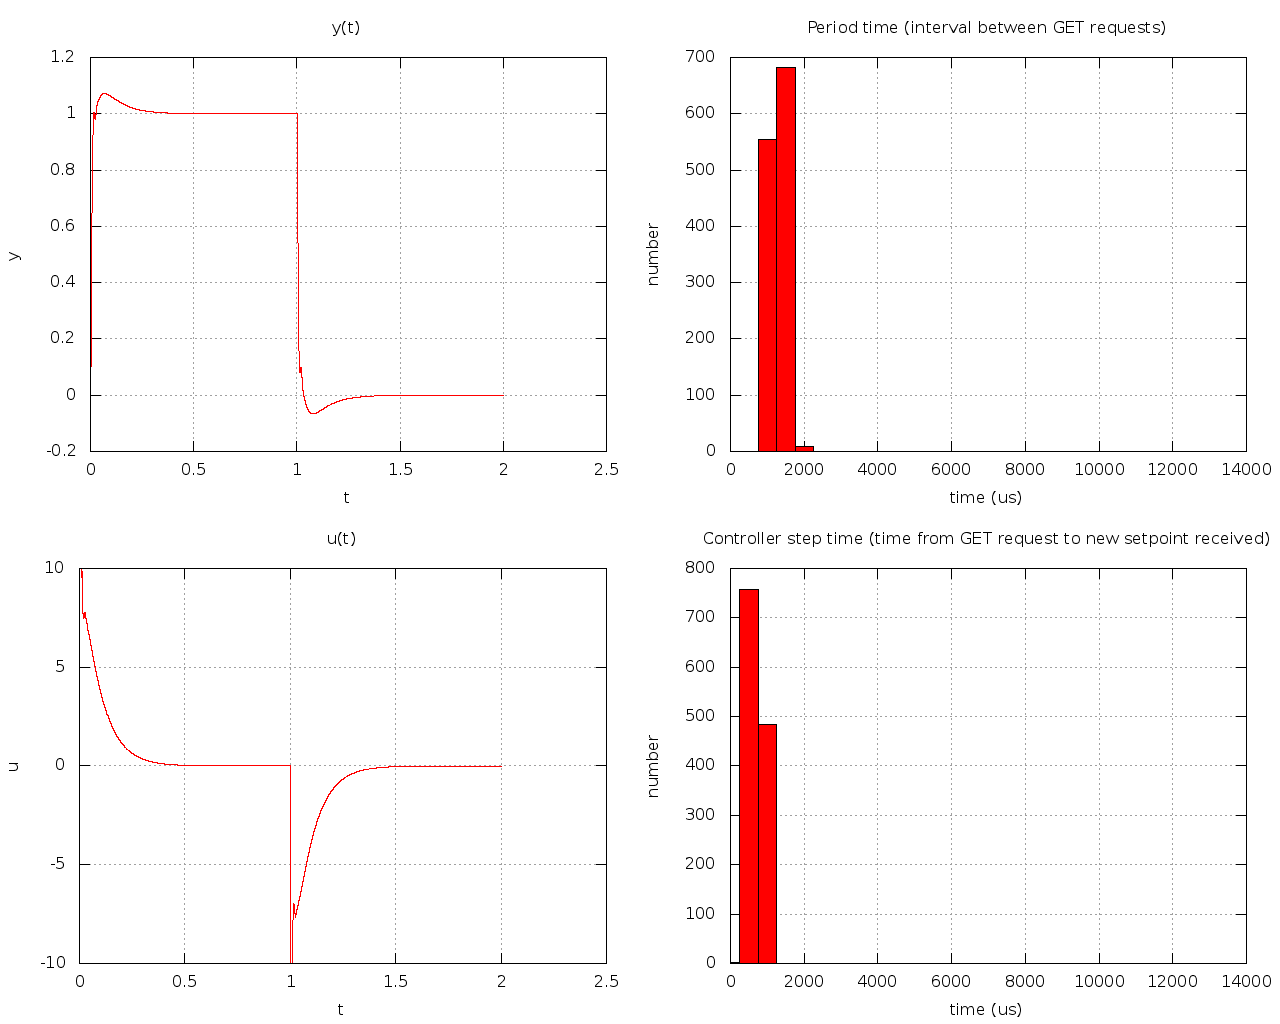 y(t)
1.2
1
0.8
0.6
0.4
0.2
0
-0.2
y
0 0.5 1 1.5 2 2.5
t
Period time (interval between GET requests)
700
600
500
400
300
200
100
0
number
0 2000 4000 6000 8000 10000 12000 14000
time (us)
u(t)
10
5
0
-5
-10
u
0 0.5 1 1.5 2 2.5
t
Controller step time (time from GET request to new setpoint received)
800
700
600
500
400
300
200
100
0
number
0 2000 4000 6000 8000 10000 12000 14000
time (us)